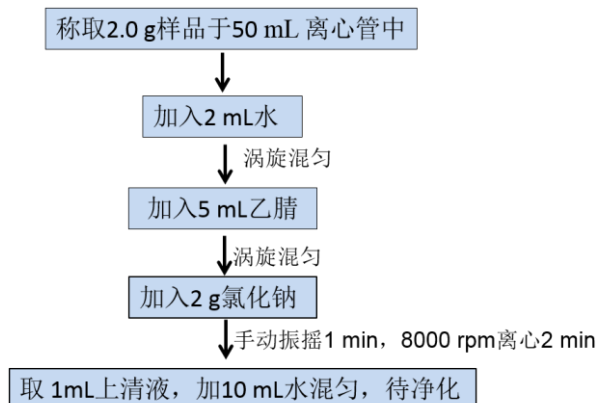 称取2.0 g样品于50 mL 离心管中
加入2 mL水
涡旋混匀
加入5 mL乙腈
涡旋混匀
加入2 g氯化钠
手动振摇1 min，8000 rpm离心2 min
取 1mL上清液，加10 mL水混匀，待净化